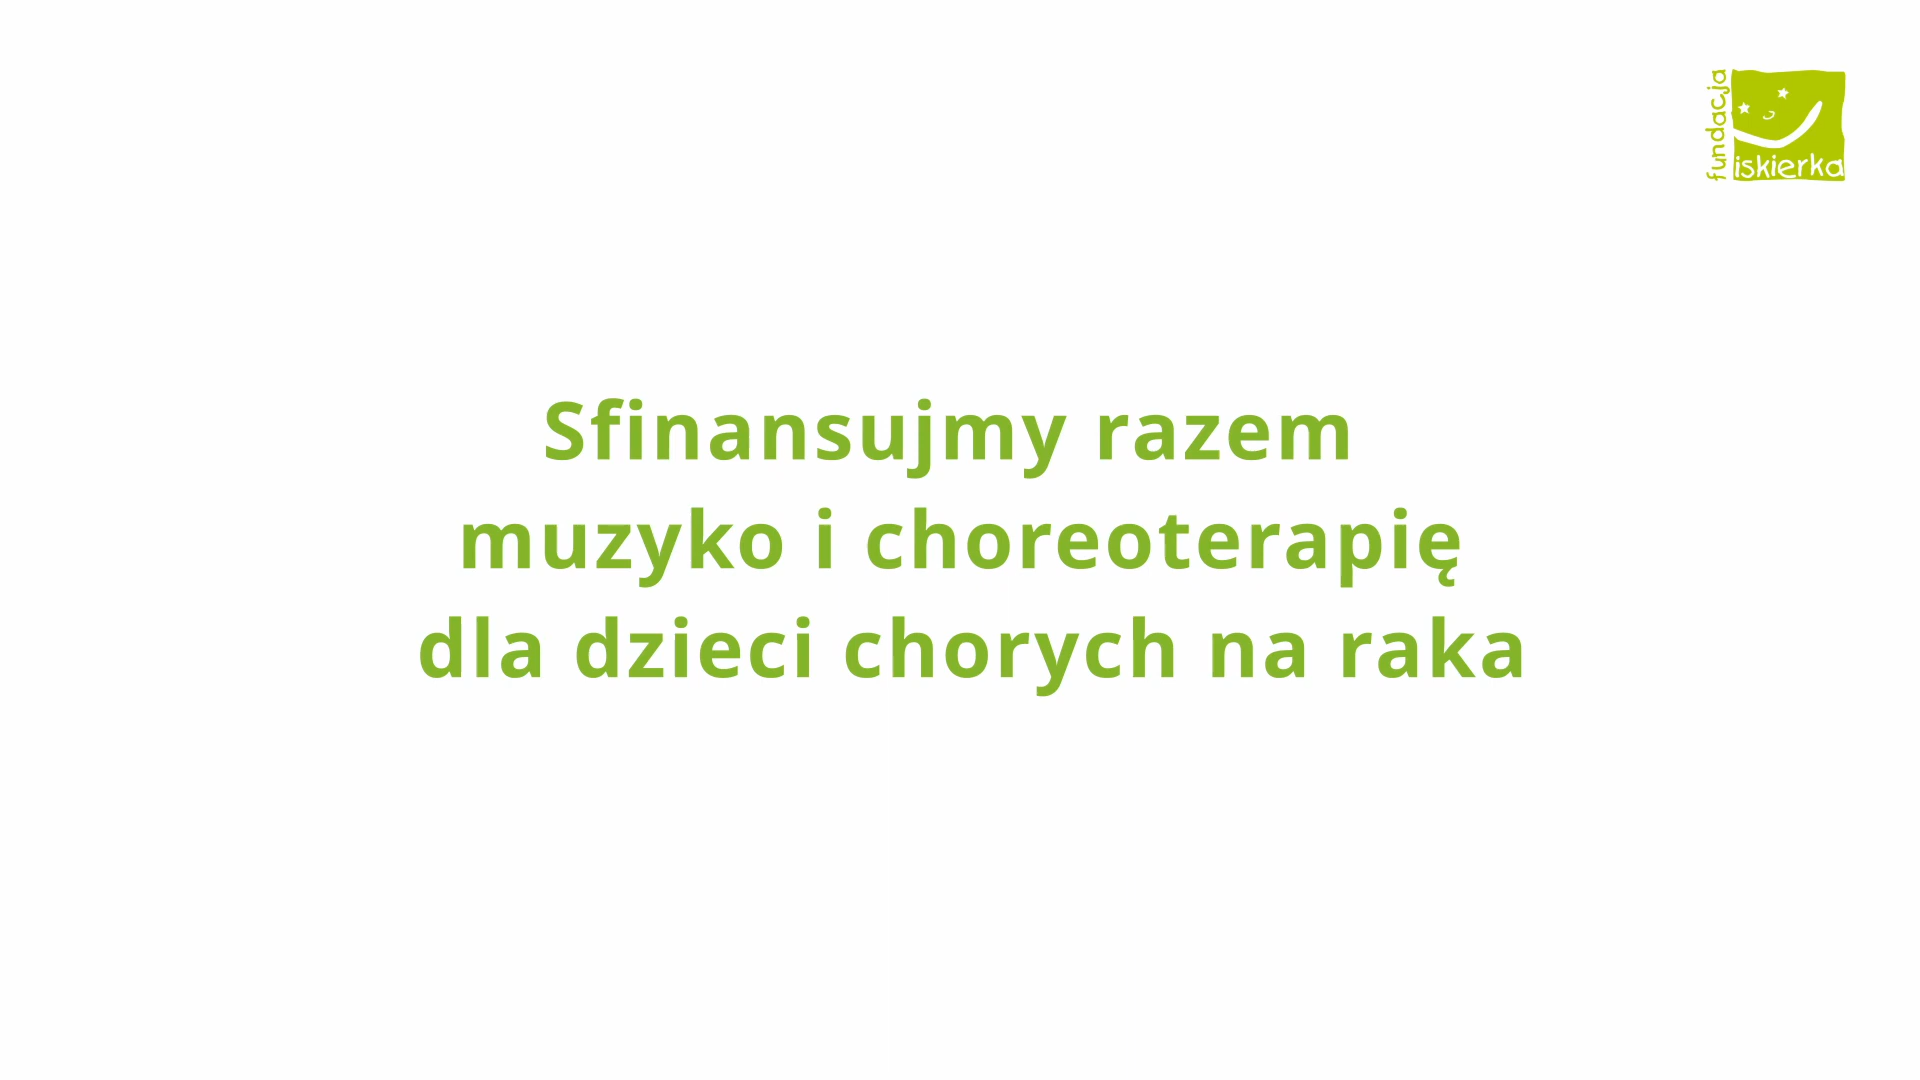 fundacja
iskierka
Sfinansujmy razem
muzyko i choreoterapię
dla dzieci chorych na raka